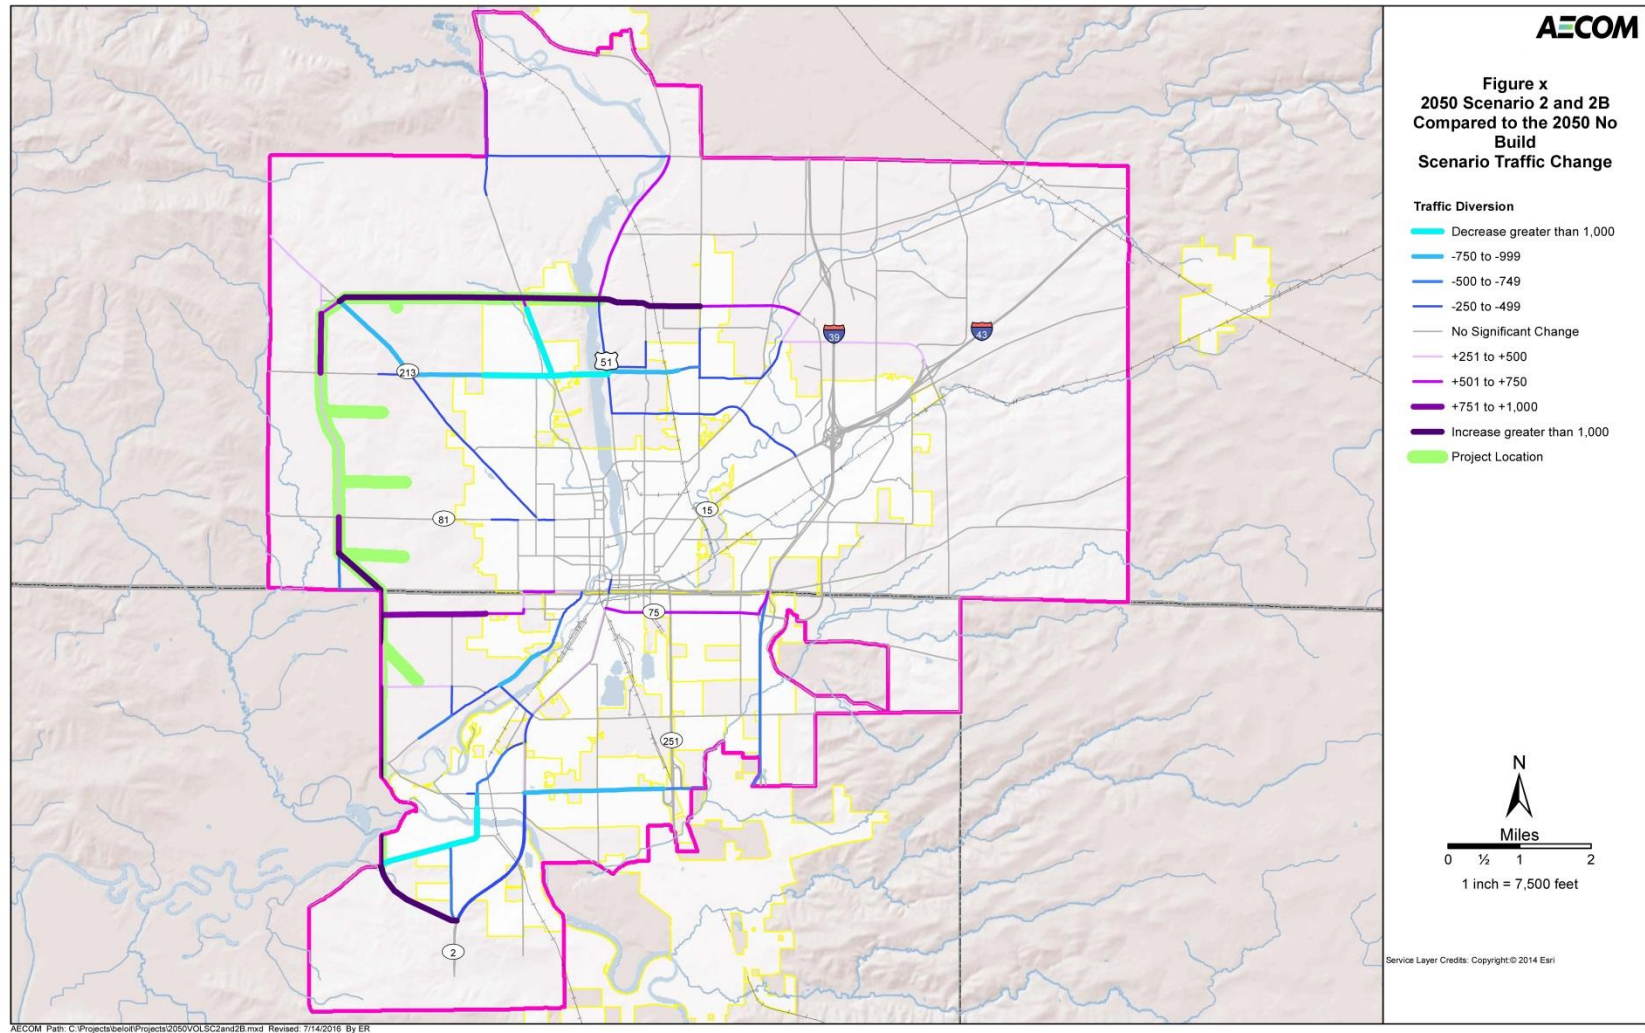 AECOM
Figure x
2050 Scenario 2 and 2B
Compared to the 2050 No
Build
Scenario Traffic Change
Traffic Diversion
Decrease greater than 1,000
-750 to -999
-500 to -749
-250 to -499
No Significant Change
+251 to +500
+501 to +750
+751 to +1,000
Increase greater than 1,000
Project Location
39
43
51
213
81
15
75
251
2
N
Miles
0 ½ 1 2
1 inch = 7,500 feet
Service Layer Credits: Copyright:© 2014 Esri
AECOM Path: C:\Projects\beloit\Projects\2050VOLSC2and2B.mxd Revised: 7/14/2016 By ER